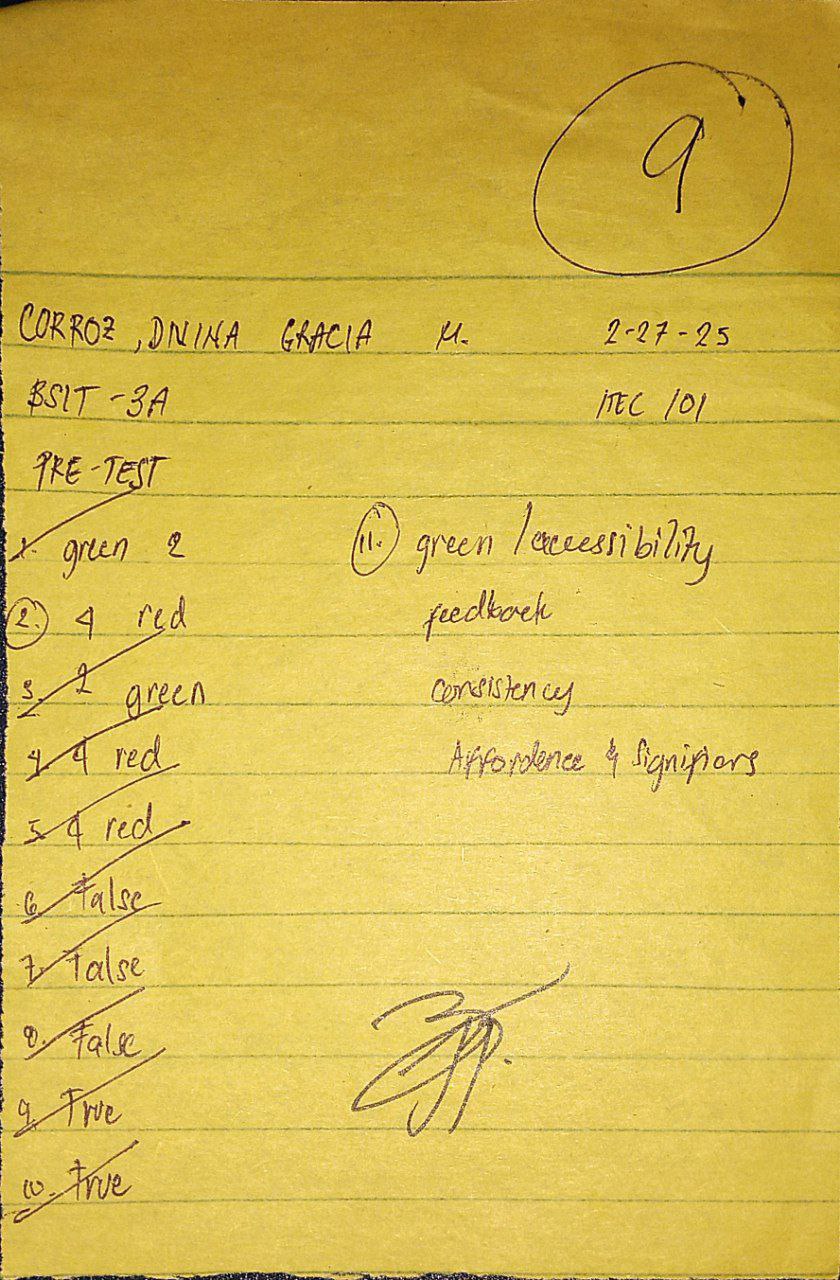 9
CORROZ, DNINA GRACIA M. 2-27-25
BSIT-3A ITEC 101
PRE-TEST
1. green 2
2. 4 red
3. 2 green
4. 4 red
5. 4 red
6. False
7. False
8. False
9. True
10. True
11. green / accessibility
feedback
consistency
Affordence & Signifiers